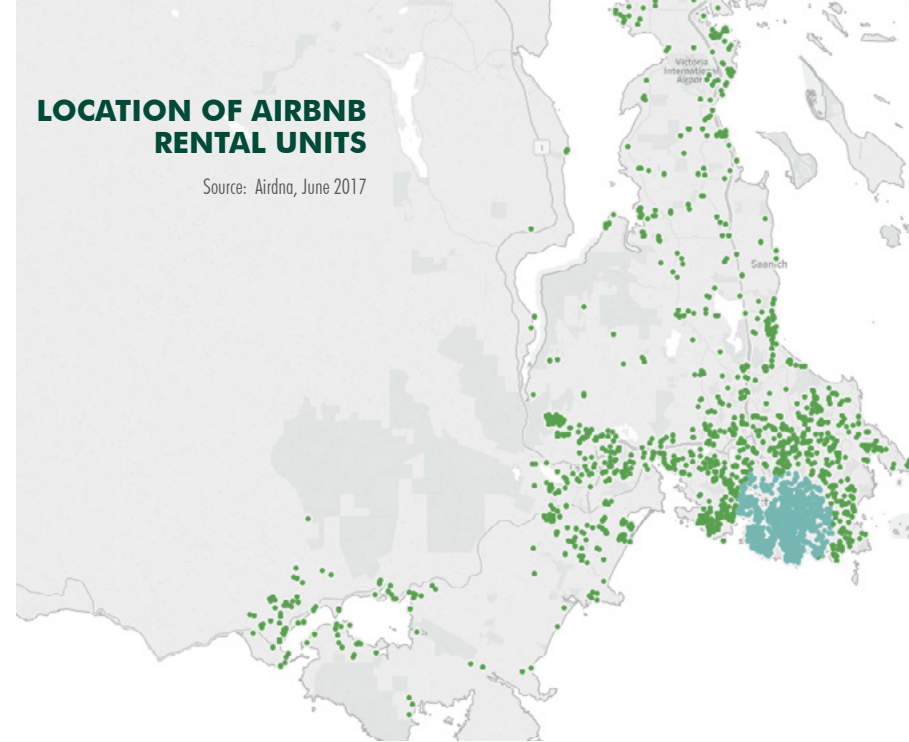 LOCATION OF AIRBNB
RENTAL UNITS
Source: Airdna, June 2017
Victoria
International
Airport
1
Saanich